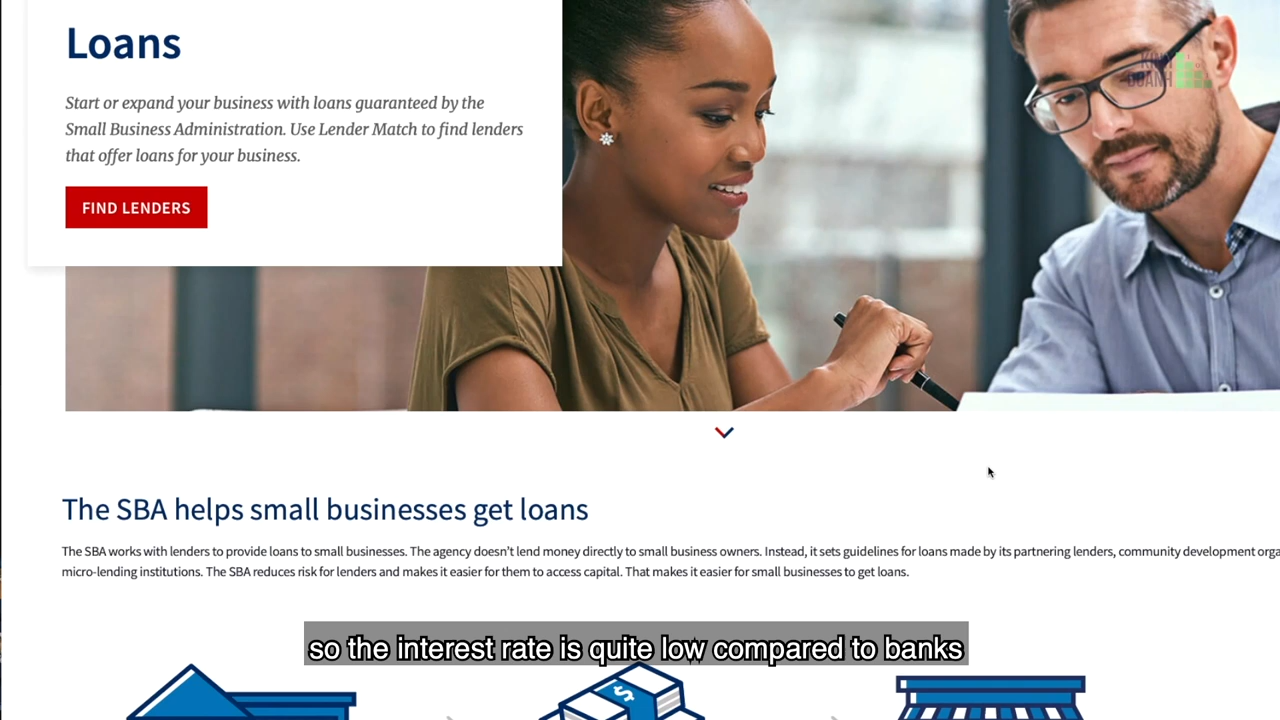 Loans
Start or expand your business with loans guaranteed by the
Small Business Administration. Use Lender Match to find lenders
that offer loans for your business.
FIND LENDERS
The SBA helps small businesses get loans
The SBA works with lenders to provide loans to small businesses. The agency doesn't lend money directly to small business owners. Instead, it sets guidelines for loans made by its partnering lenders, community development orga
micro-lending institutions. The SBA reduces risk for lenders and makes it easier for them to access capital. That makes it easier for small businesses to get loans.
so the interest rate is quite low compared to banks
$